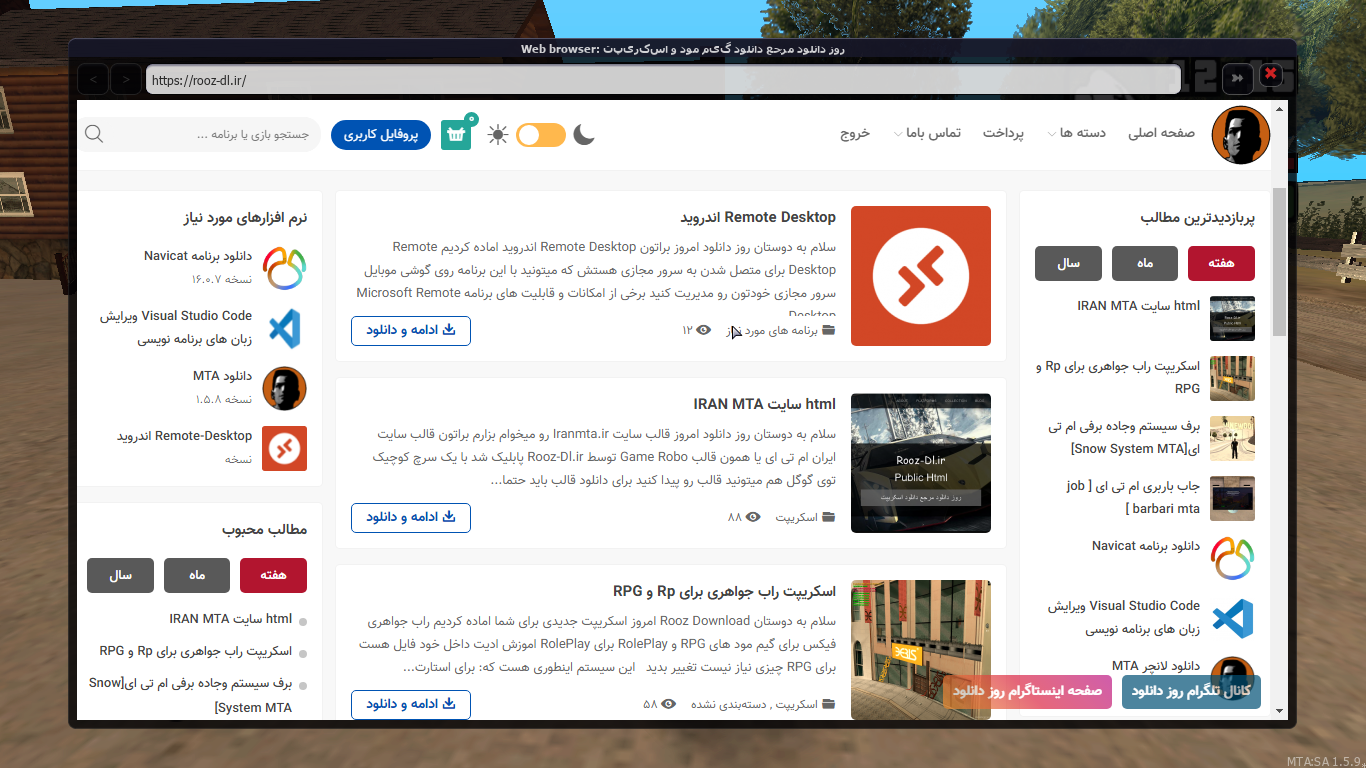 Web browser: روز دانلود مرجع دانلود گیم مود و اسکریپت
https://rooz-dl.ir/
صفحه اصلی
دسته ها
پرداخت
تماس باما
خروج
۰
پروفایل کاربری
جستجو بازی یا برنامه ...
پربازدیدترین مطالب
هفته
ماه
سال
html سایت IRAN MTA
اسکریپت راب جواهری برای Rp و
RPG
برف سیستم وجاده برفی ام تی
ای[Snow System MTA]
جاب باربری ام تی ای [ job
barbari mta ]
دانلود برنامه Navicat
Visual Studio Code ویرایش
زبان های برنامه نویسی
دانلود لانچر MTA
Remote Desktop اندروید
سلام به دوستان روز دانلود امروز براتون Remote Desktop اندروید اماده کردیم Remote
Desktop برای متصل شدن به سرور مجازی هستش که میتونید با این برنامه روی گوشی موبایل
سرور مجازی خودتون رو مدیریت کنید برخی از امکانات و قابلیت های برنامه Microsoft Remote
Desktop
برنامه های مورد نیاز
۱۲
ادامه و دانلود
html سایت IRAN MTA
سلام به دوستان روز دانلود امروز قالب سایت Iranmta.ir رو میخوام بزارم براتون قالب سایت
ایران ام تی ای یا همون قالب Game Robo توسط Rooz-Dl.ir پابلیک شد با یک سرچ کوچیک
توی گوگل هم میتونید قالب رو پیدا کنید برای دانلود قالب باید حتما...
اسکریپت
۸۸
ادامه و دانلود
Rooz-Dl.ir
Public Html
روز دانلود مرجع دانلود اسکریپت
اسکریپت راب جواهری برای Rp و RPG
سلام به دوستان Rooz Download امروز اسکریپت جدیدی برای شما اماده کردیم راب جواهری
فیکس برای گیم مود های RPG و RolePlay برای RolePlay اموزش ادیت داخل خود فایل هست
برای RPG چیزی نیاز نیست تغییر بدید این سیستم اینطوری هست که: برای استارت...
اسکریپت , دسته‌بندی نشده
۵۸
ادامه و دانلود
نرم افزارهای مورد نیاز
دانلود برنامه Navicat
نسخه ۱۶.۰.۷
Visual Studio Code ویرایش
زبان های برنامه نویسی
دانلود MTA
نسخه ۱.۵.۸
Remote-Desktop اندروید
نسخه
مطالب محبوب
هفته
ماه
سال
html سایت IRAN MTA
اسکریپت راب جواهری برای Rp و RPG
برف سیستم وجاده برفی ام تی ای[Snow
System MTA]
کانال تلگرام روز دانلود
صفحه اینستاگرام روز دانلود
MTA:SA 1.5.9